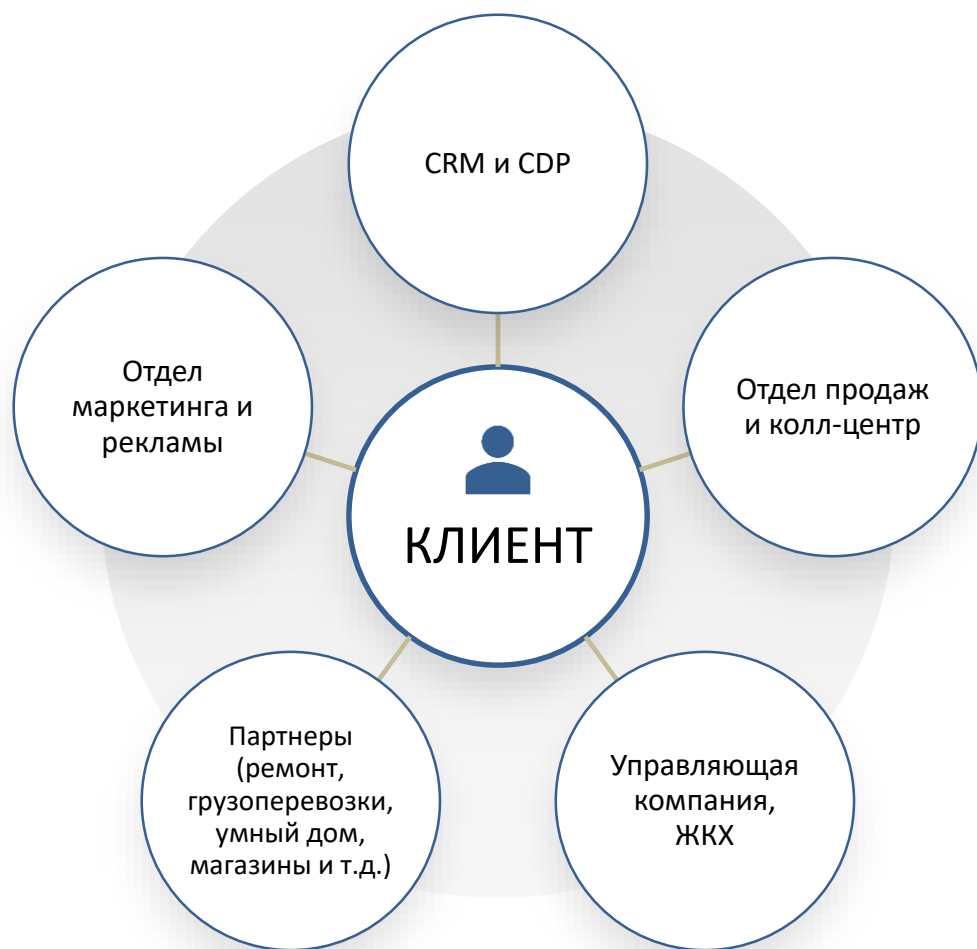 CRM и CDP
Отдел
маркетинга и
рекламы
Отдел продаж
и колл-центр
КЛИЕНТ
Партнеры
(ремонт,
грузоперевозки,
умный дом,
магазины и т.д.)
Управляющая
компания,
ЖКХ